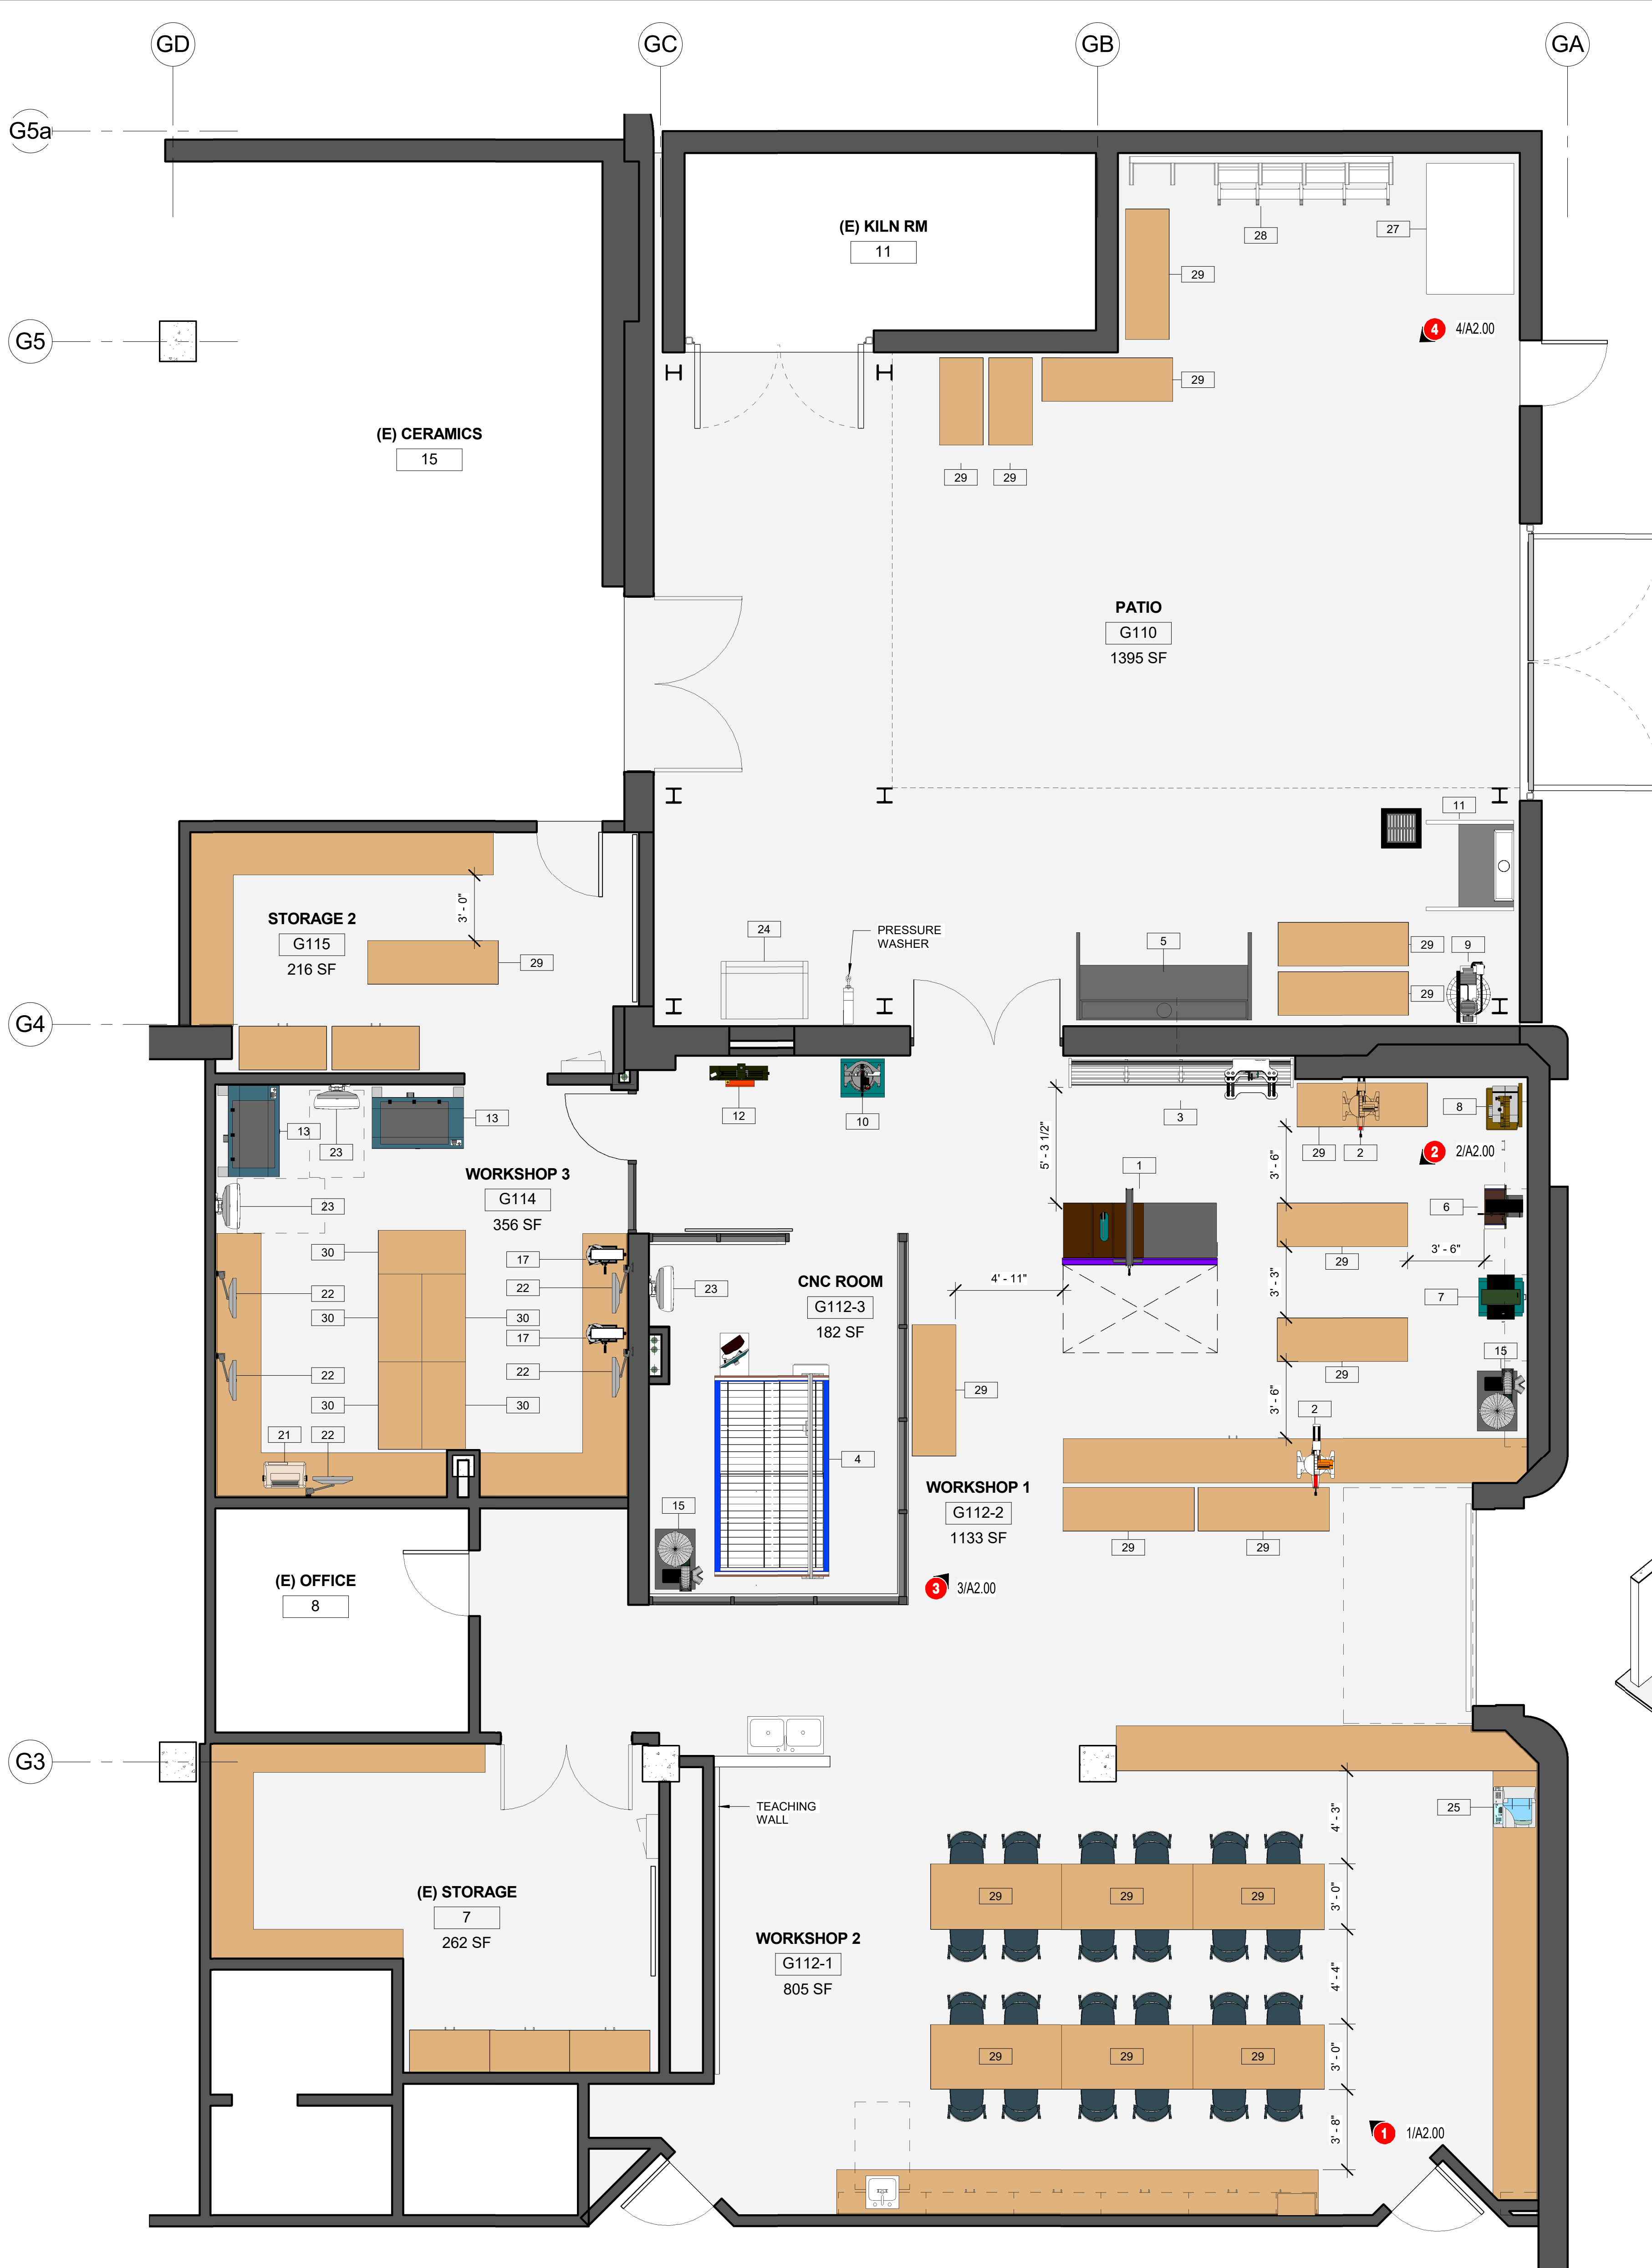 GD
GC
GB
GA
G5a
(E) KILN RM
11
28
27
29
4
4/A2.00
G5
29
(E) CERAMICS
15
29
29
PATIO
G110
1395 SF
11
3' - 0"
STORAGE 2
G115
216 SF
29
24
PRESSURE
WASHER
5
29
9
29
G4
12
10
3
8
13
13
23
5' - 3 1/2"
29
2
2
2/A2.00
3' - 6"
WORKSHOP 3
G114
356 SF
1
23
6
30
17
3' - 6"
29
4' - 11"
CNC ROOM
G112-3
182 SF
23
22
22
3' - 3"
7
30
30
17
15
22
22
29
29
30
30
3' - 6"
2
21
22
4
WORKSHOP 1
G112-2
1133 SF
15
29
29
(E) OFFICE
8
3
3/A2.00
G3
TEACHING
WALL
25
4' - 3"
(E) STORAGE
7
262 SF
29
29
29
3' - 0"
WORKSHOP 2
G112-1
805 SF
4' - 4"
29
29
29
3' - 0"
3' - 8"
1
1/A2.00